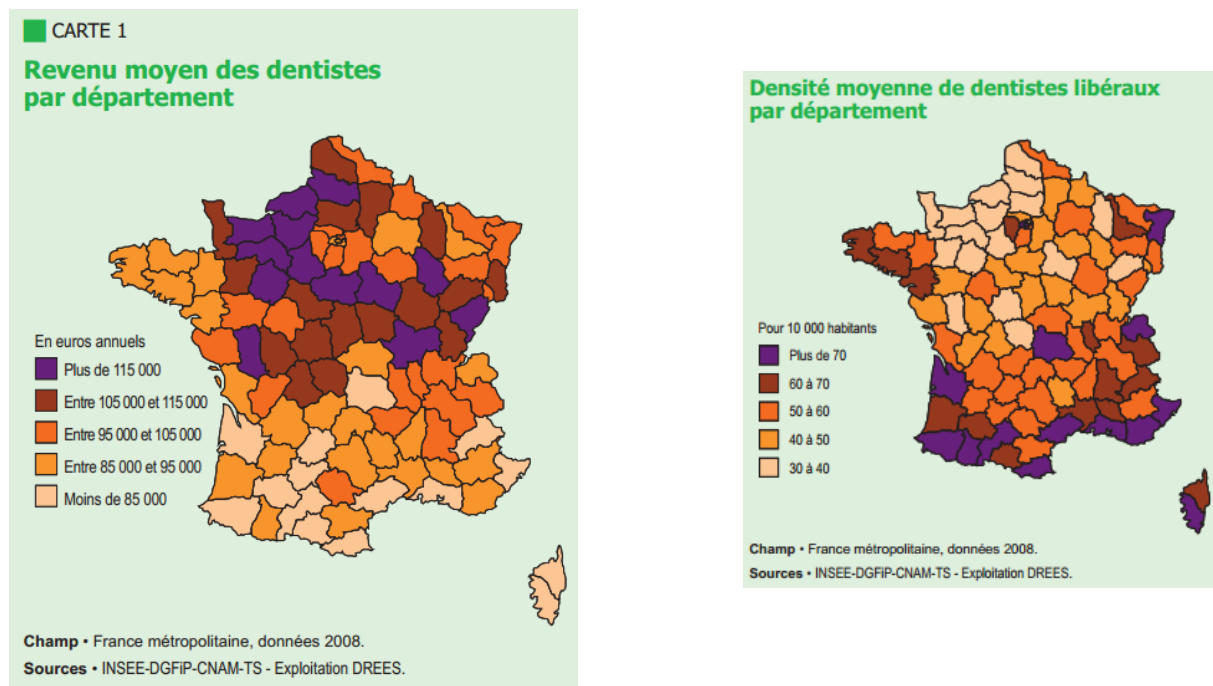 CARTE 1
Revenu moyen des dentistes
par département
En euros annuels
Plus de 115 000
Entre 105 000 et 115 000
Entre 95 000 et 105 000
Entre 85 000 et 95 000
Moins de 85 000
Champ • France métropolitaine, données 2008.
Sources • INSEE-DGFiP-CNAM-TS - Exploitation DREES.
Densité moyenne de dentistes libéraux
par département
Pour 10 000 habitants
Plus de 70
60 à 70
50 à 60
40 à 50
30 à 40
Champ • France métropolitaine, données 2008.
Sources • INSEE-DGFiP-CNAM-TS - Exploitation DREES.